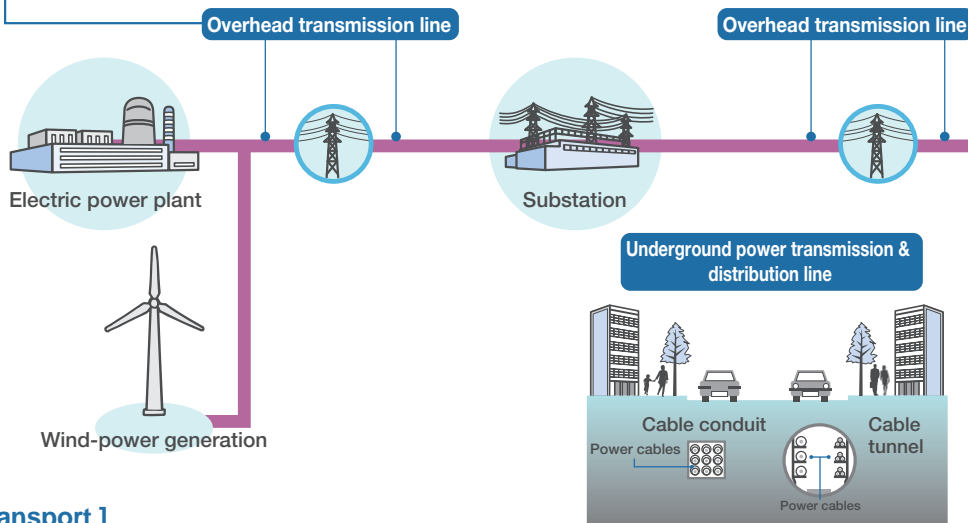 Overhead transmission line
Overhead transmission line
Electric power plant
Substation
Underground power transmission &
distribution line
Wind-power generation
Cable conduit
Power cables
Cable
tunnel
Power cables
ansport ]